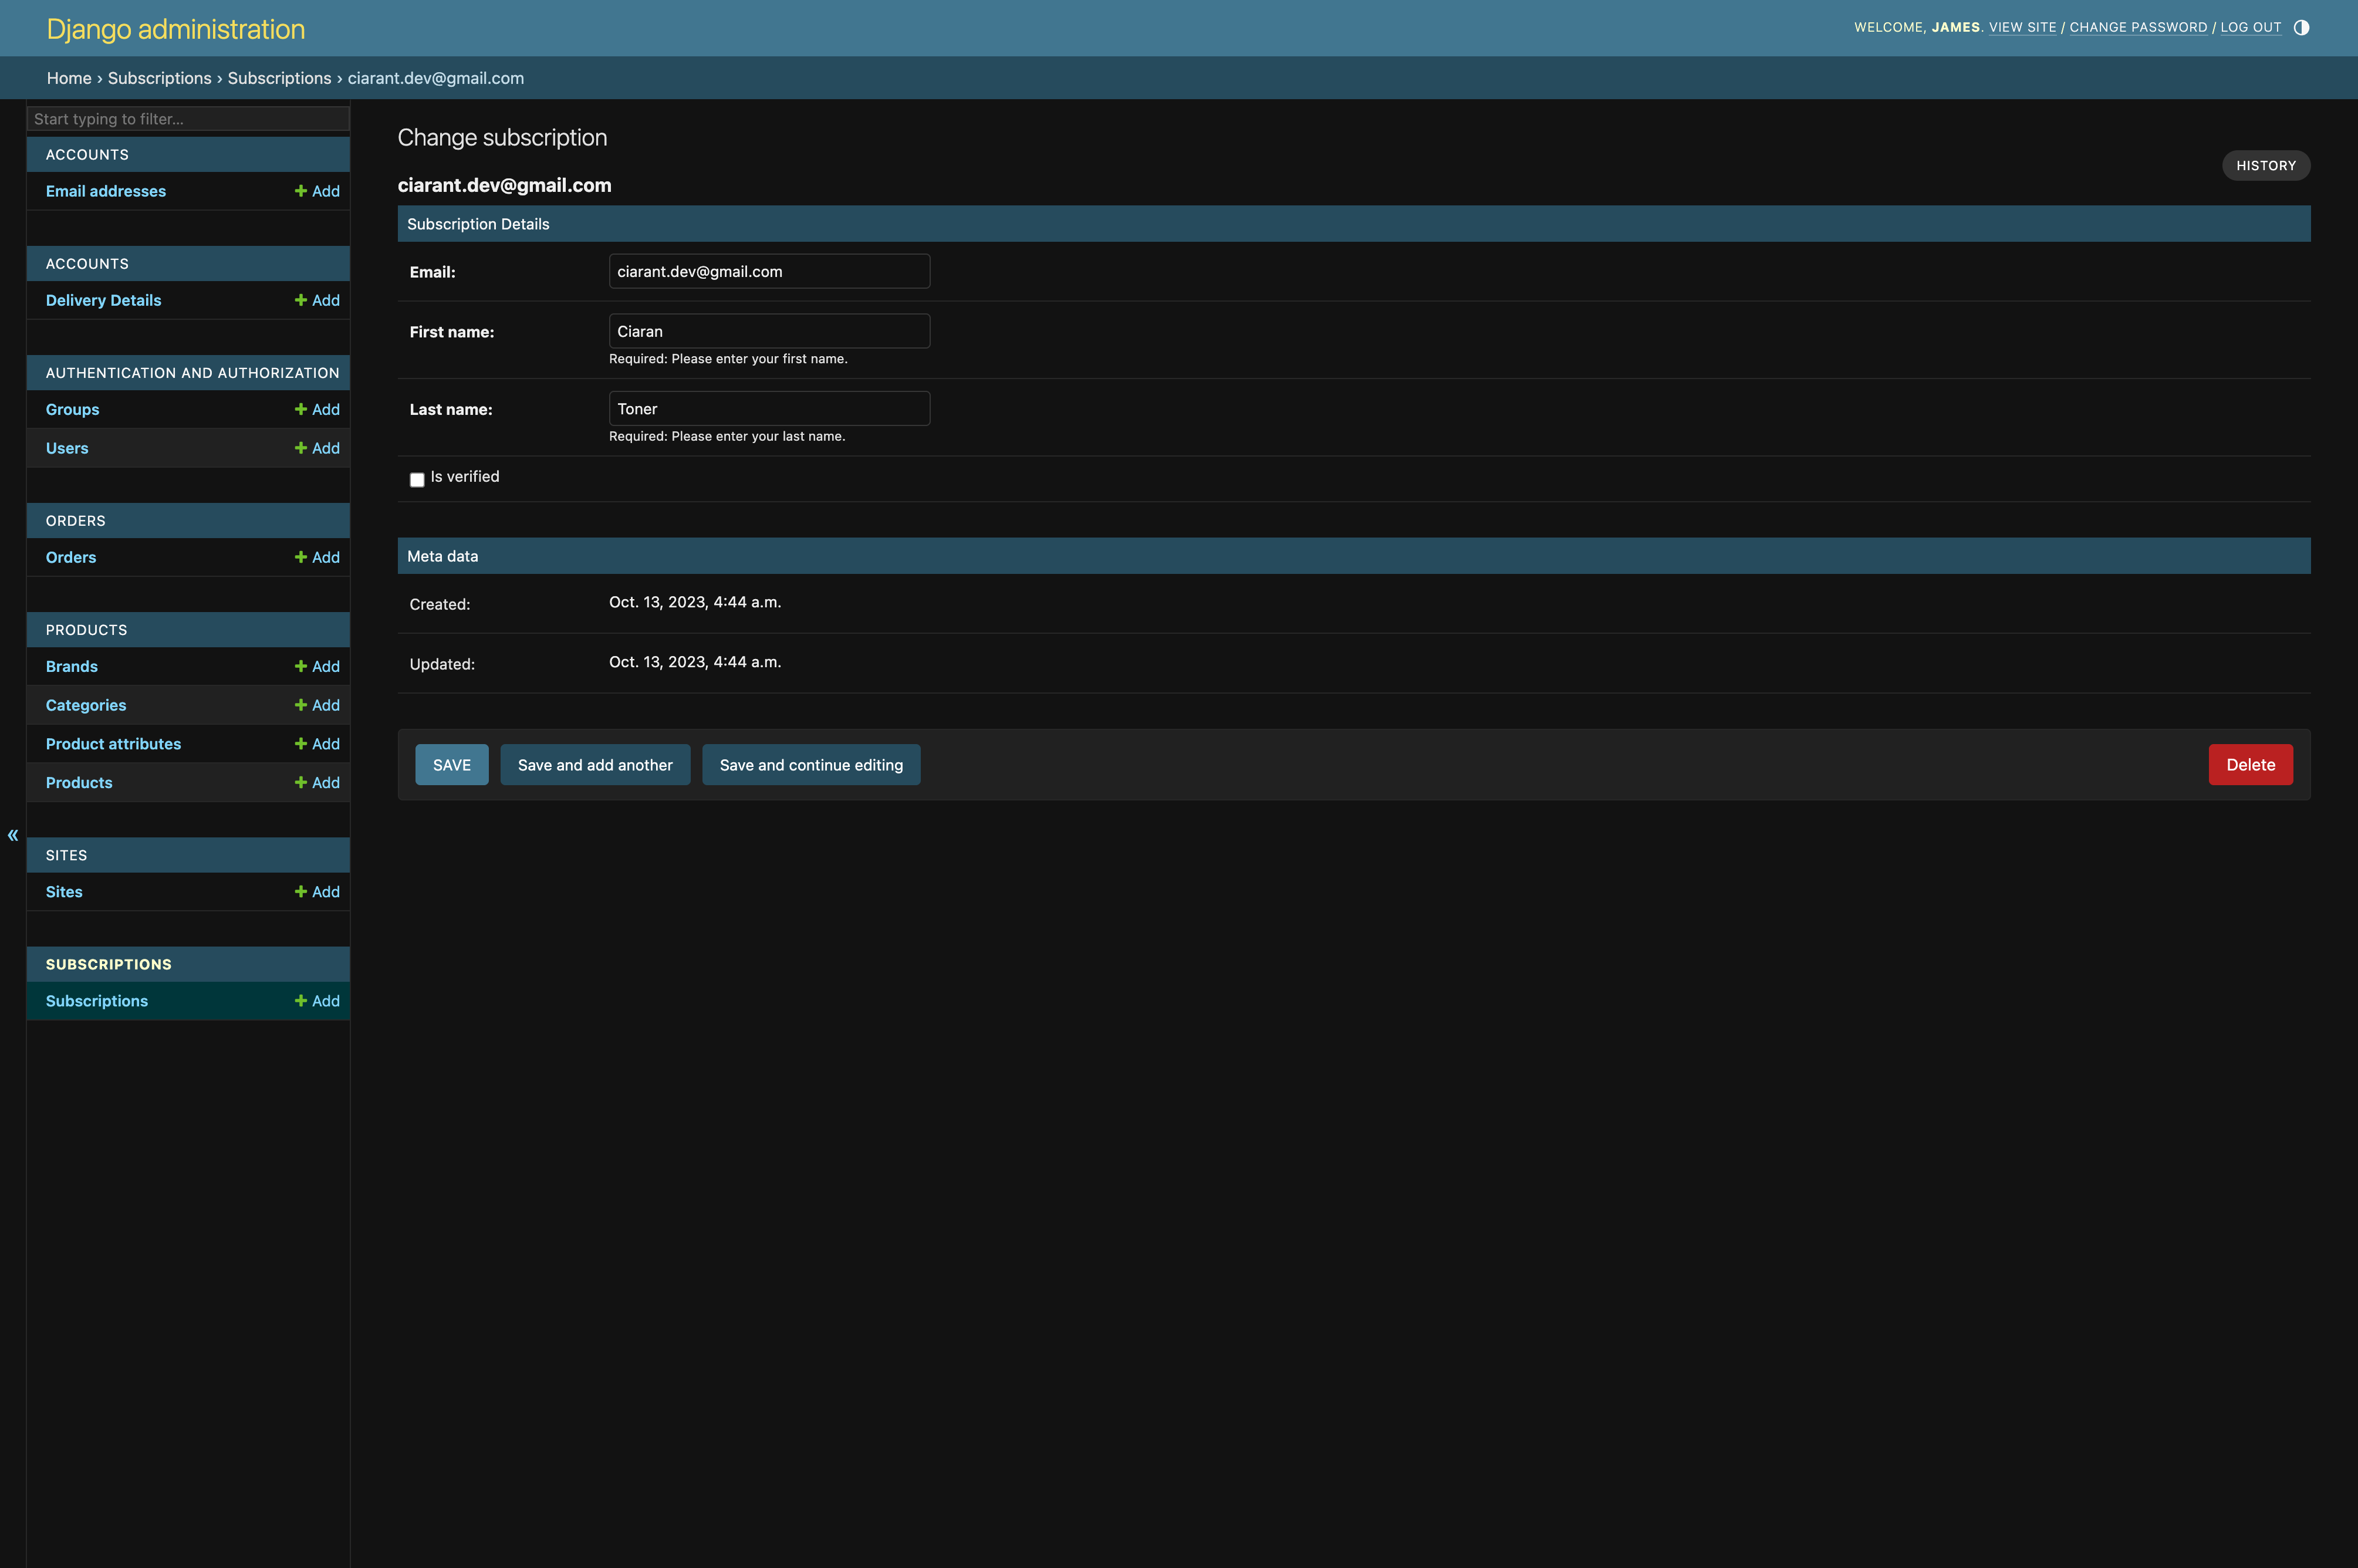 Django administration
WELCOME, JAMES. VIEW SITE / CHANGE PASSWORD / LOG OUT
Home › Subscriptions › Subscriptions › ciarant.dev@gmail.com
Start typing to filter...
ACCOUNTS
Email addresses + Add
ACCOUNTS
Delivery Details + Add
AUTHENTICATION AND AUTHORIZATION
Groups + Add
Users + Add
ORDERS
Orders + Add
PRODUCTS
Brands + Add
Categories + Add
Product attributes + Add
Products + Add
SITES
Sites + Add
SUBSCRIPTIONS
Subscriptions + Add
«
Change subscription
HISTORY
ciarant.dev@gmail.com
Subscription Details
Email: ciarant.dev@gmail.com
First name: Ciaran
Required: Please enter your first name.
Last name: Toner
Required: Please enter your last name.
Is verified
Meta data
Created: Oct. 13, 2023, 4:44 a.m.
Updated: Oct. 13, 2023, 4:44 a.m.
SAVE Save and add another Save and continue editing Delete